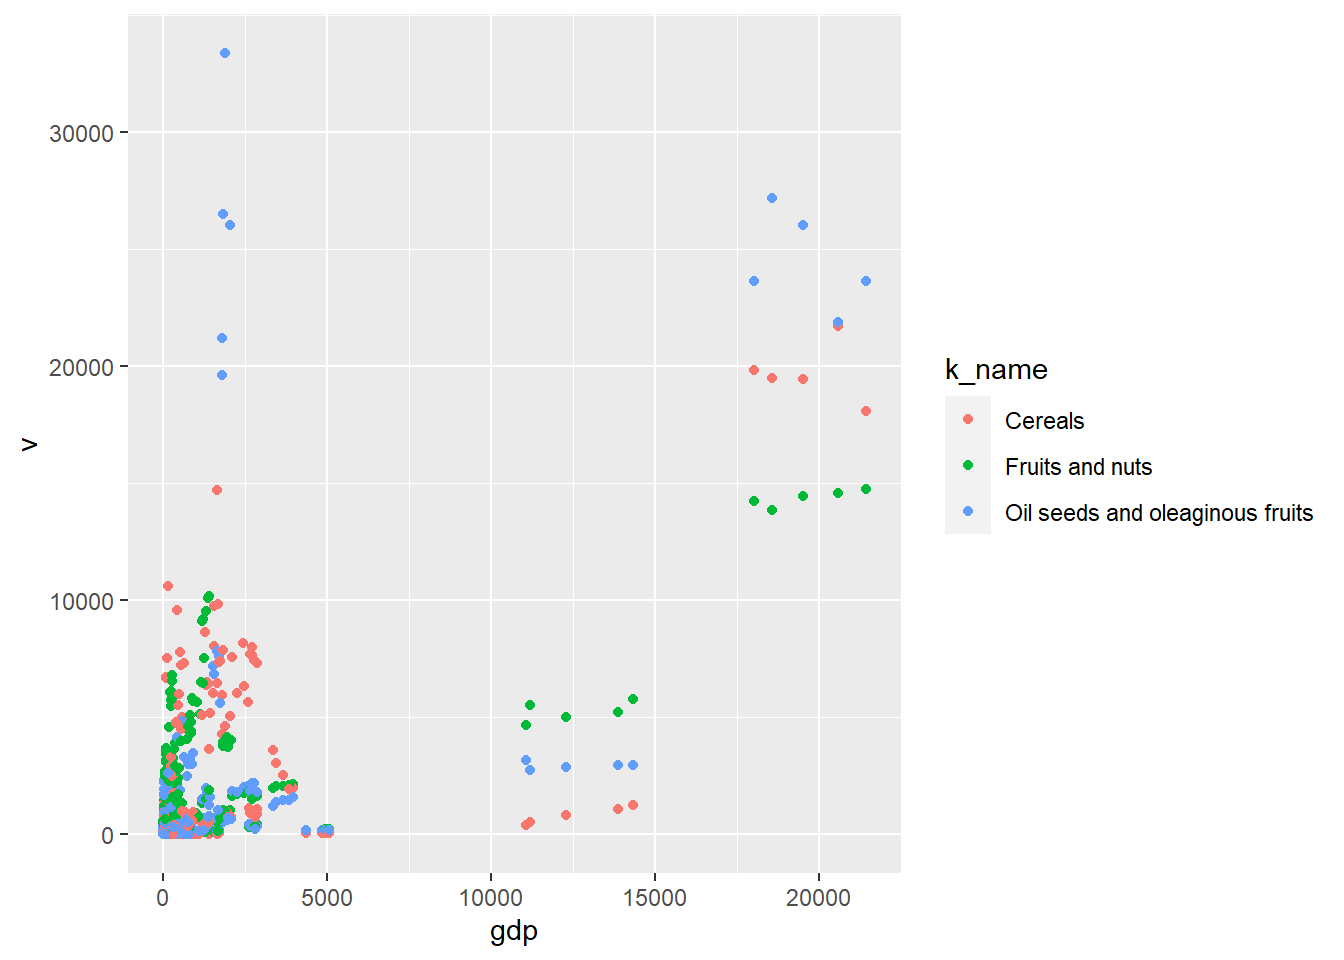 30000
20000
10000
0
v
0 5000 10000 15000 20000
gdp
k_name
Cereals
Fruits and nuts
Oil seeds and oleaginous fruits